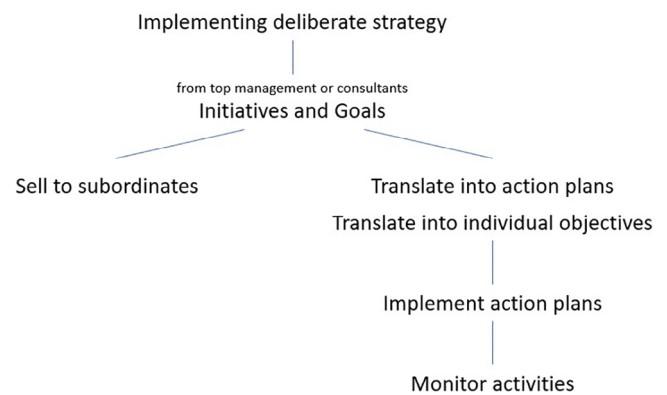 Implementing deliberate strategy
from top management or consultants
Initiatives and Goals
Sell to subordinates
Translate into action plans
Translate into individual objectives
Implement action plans
Monitor activities